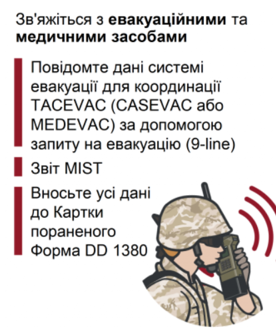 Зв'яжіться з евакуаційними та
медичними засобами
Повідомте дані системі
евакуації для координації
TACEVAC (CASEVAC або
MEDEVAC) за допомогою
запиту на евакуацію (9-line)
Звіт MIST
Вносьте усі дані
до Картки
пораненого
Форма DD 1380